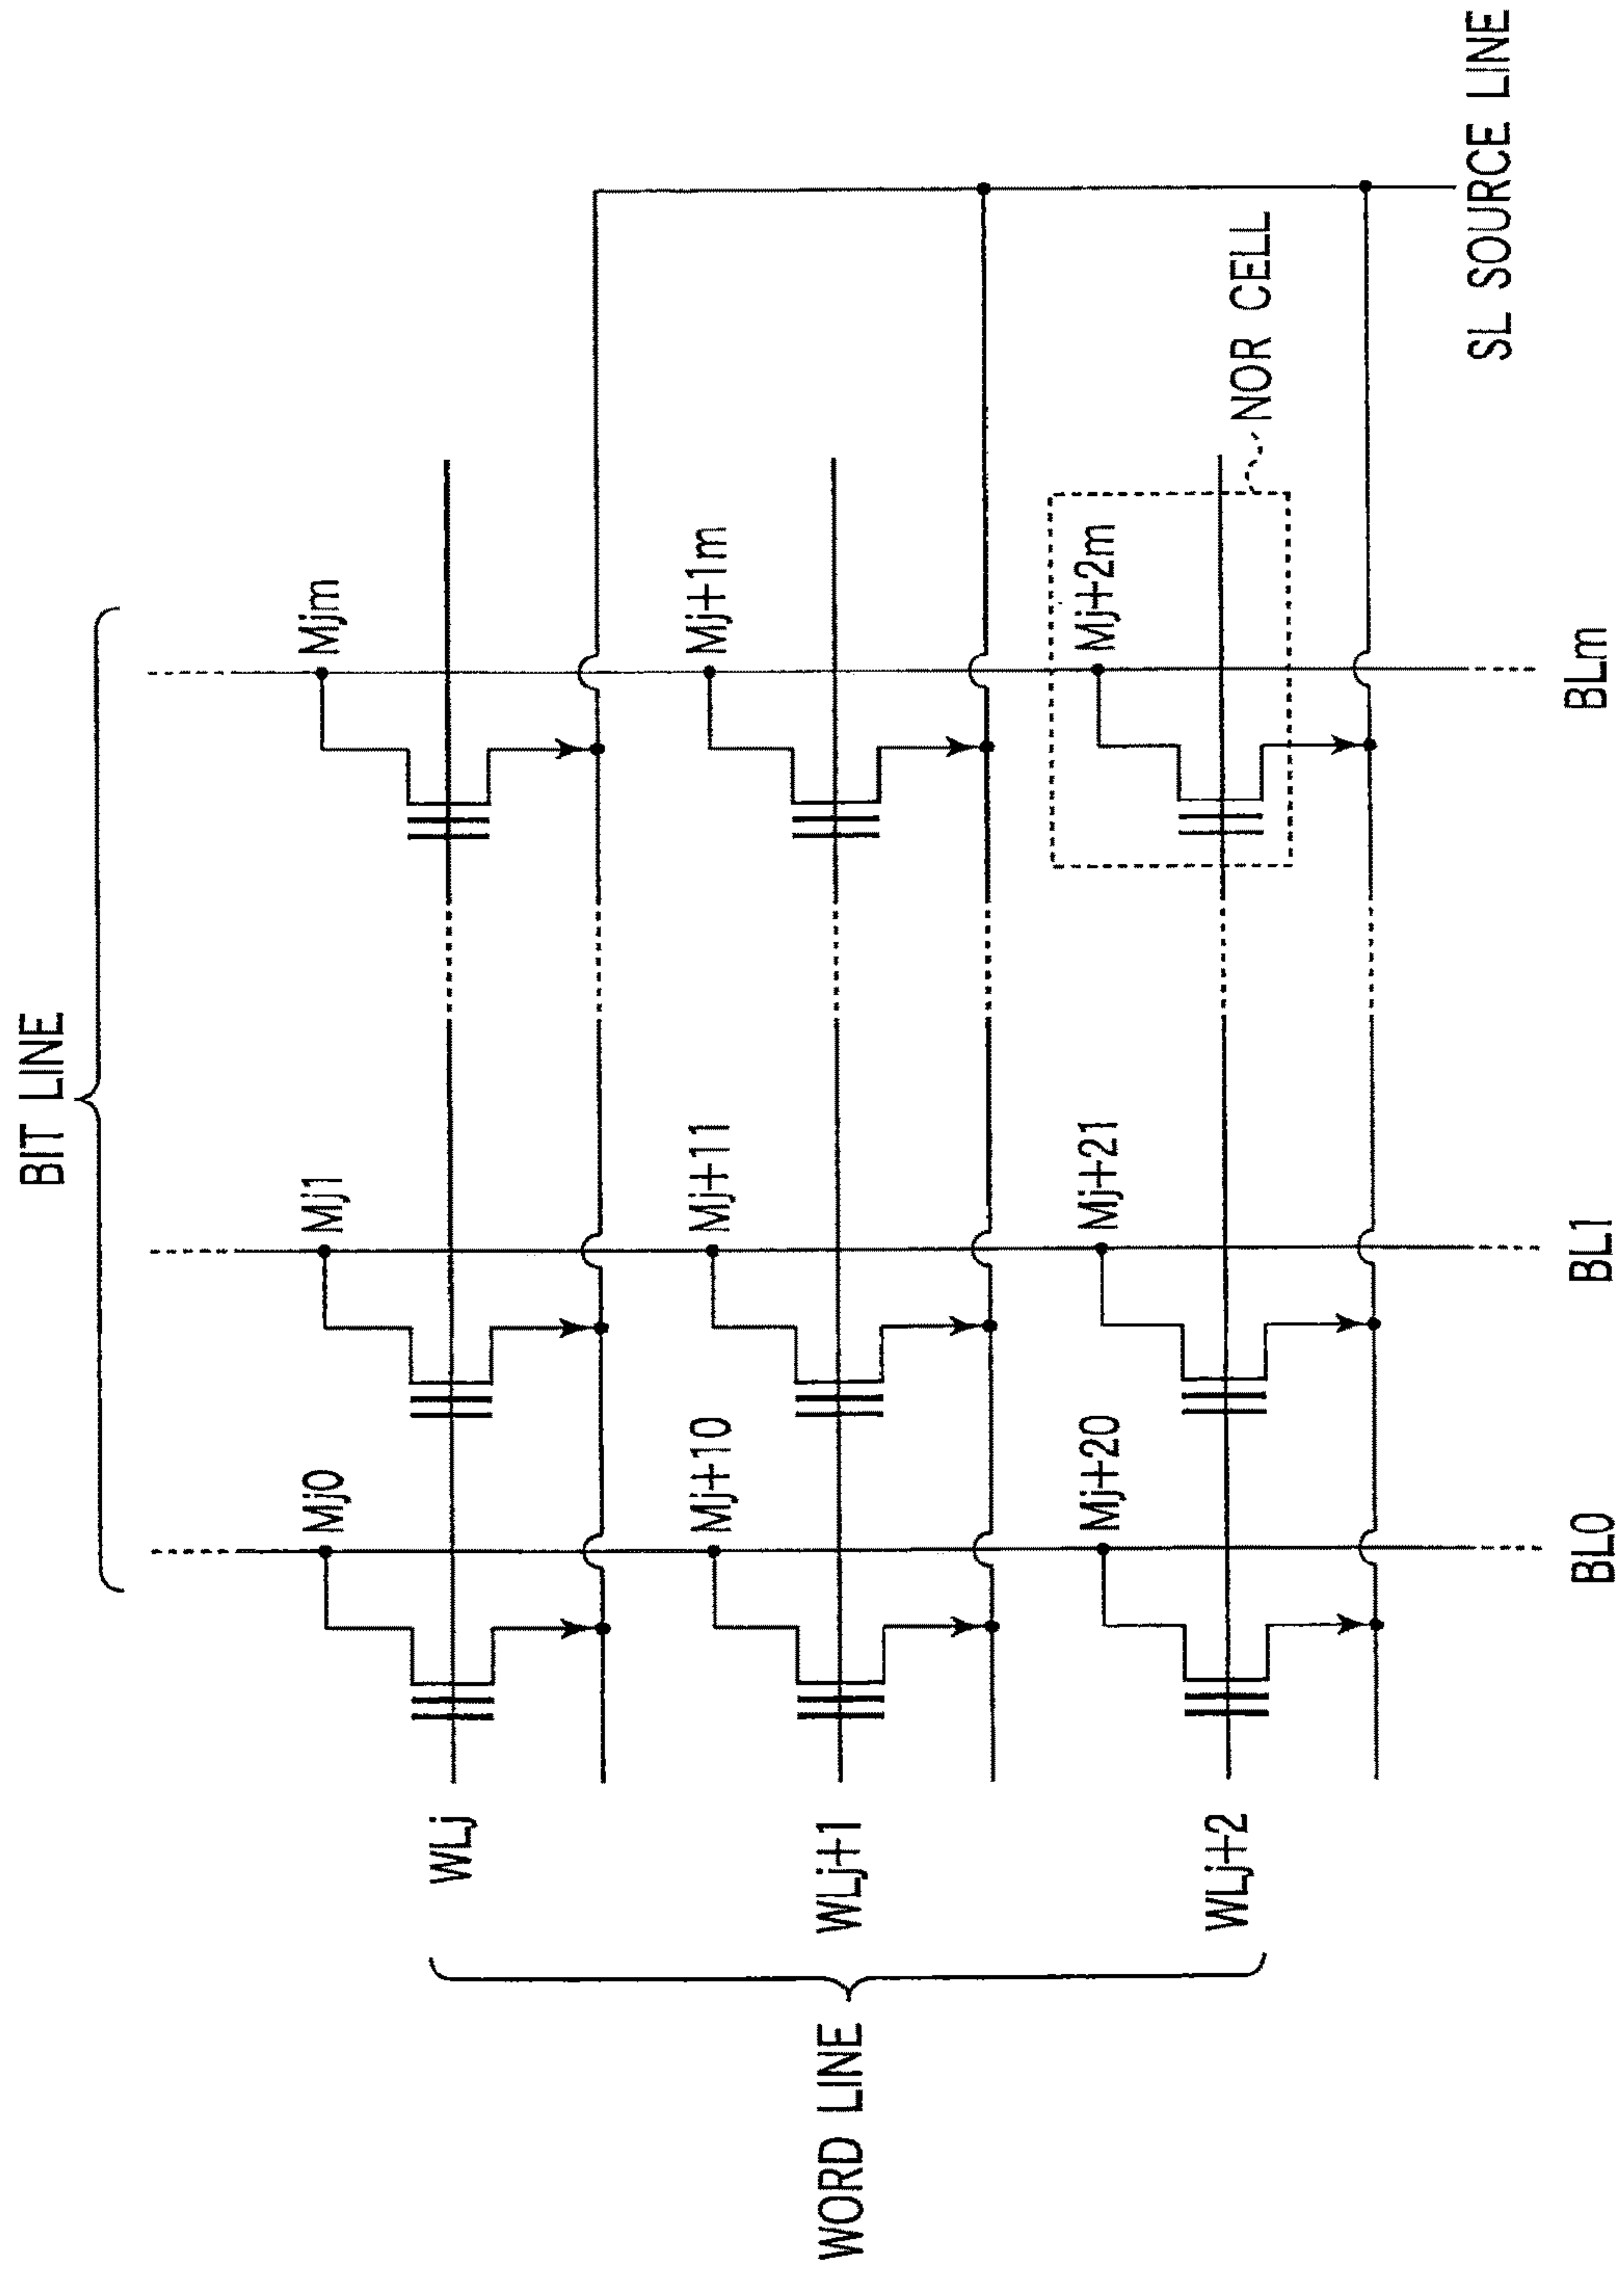 BIT LINE
Mj0
Mj1
Mjm
WLj
Mj+10
Mj+11
Mj+1m
WORD LINE
WLj+1
Mj+20
Mj+21
Mj+2m
NOR CELL
WLj+2
BL0
BL1
BLm
SL SOURCE LINE